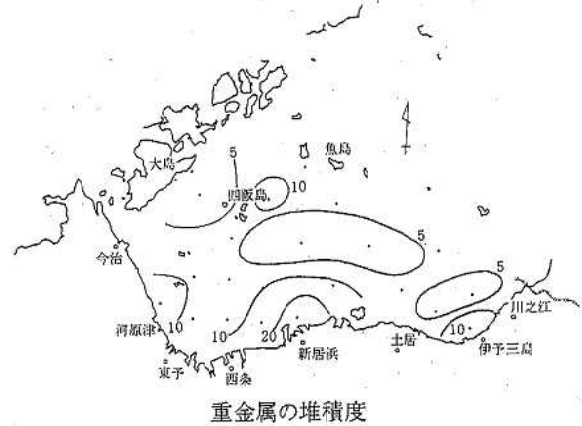 魚島
大島
5
四阪島
10
5
今治
5
川之江
河原津
10
10
20
新居浜
土居
10
伊予三島
東予
西条
重金属の堆積度